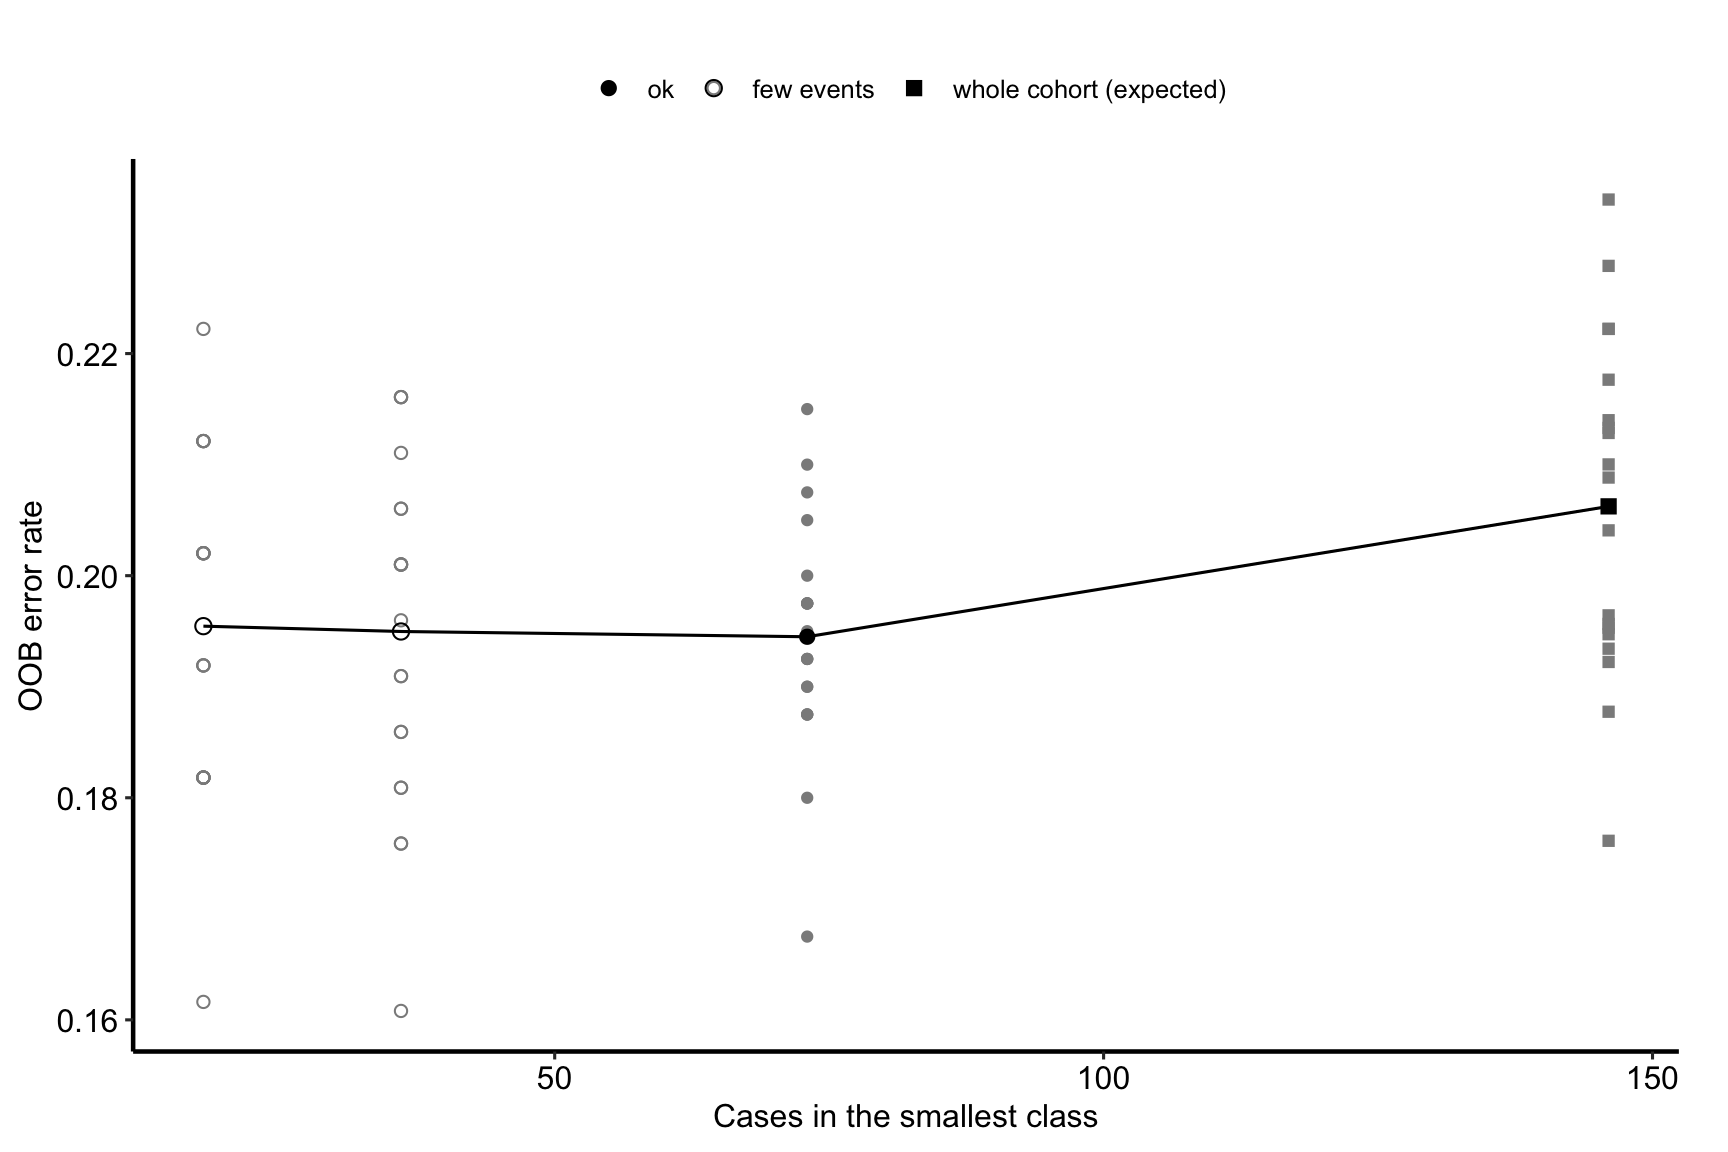 ok few events whole cohort (expected)
OOB error rate
0.22
0.20
0.18
0.16
50 100 150
Cases in the smallest class